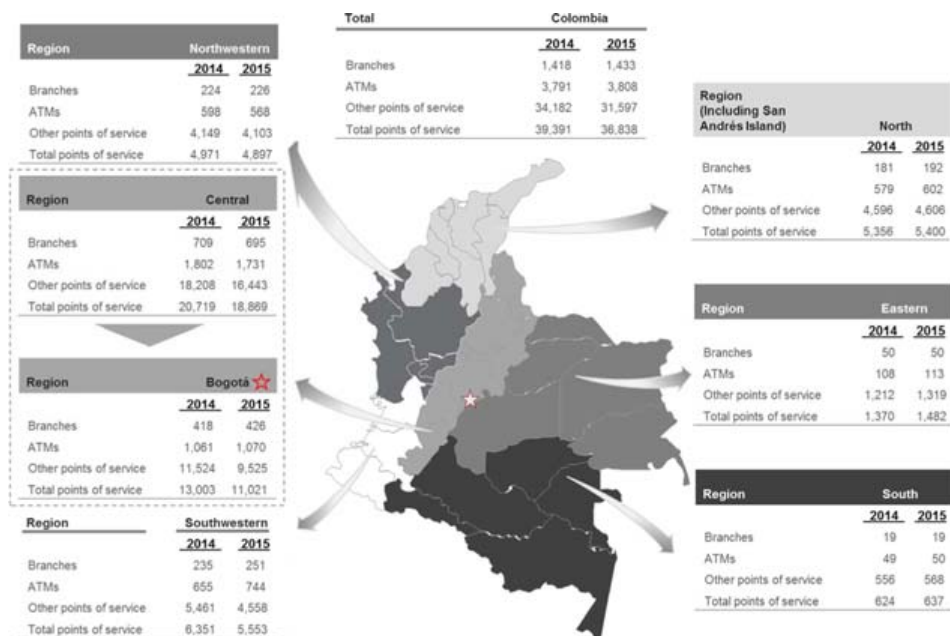 Total Colombia
2014 2015
Branches 1,418 1,433
ATMs 3,791 3,808
Other points of service 34,182 31,597
Total points of service 39,391 36,838
Region Northwestern
2014 2015
Branches 224 226
ATMs 598 568
Other points of service 4,149 4,103
Total points of service 4,971 4,897
Region Central
2014 2015
Branches 709 695
ATMs 1,802 1,731
Other points of service 18,208 16,443
Total points of service 20,719 18,869
Region Bogotá
2014 2015
Branches 418 426
ATMs 1,061 1,070
Other points of service 11,524 9,525
Total points of service 13,003 11,021
Region Southwestern
2014 2015
Branches 235 251
ATMs 655 744
Other points of service 5,461 4,558
Total points of service 6,351 5,553
Region
(Including San
Andrés Island) North
2014 2015
Branches 181 192
ATMs 579 602
Other points of service 4,596 4,606
Total points of service 5,356 5,400
Region Eastern
2014 2015
Branches 50 50
ATMs 108 113
Other points of service 1,212 1,319
Total points of service 1,370 1,482
Region South
2014 2015
Branches 19 19
ATMs 49 50
Other points of service 556 568
Total points of service 624 637